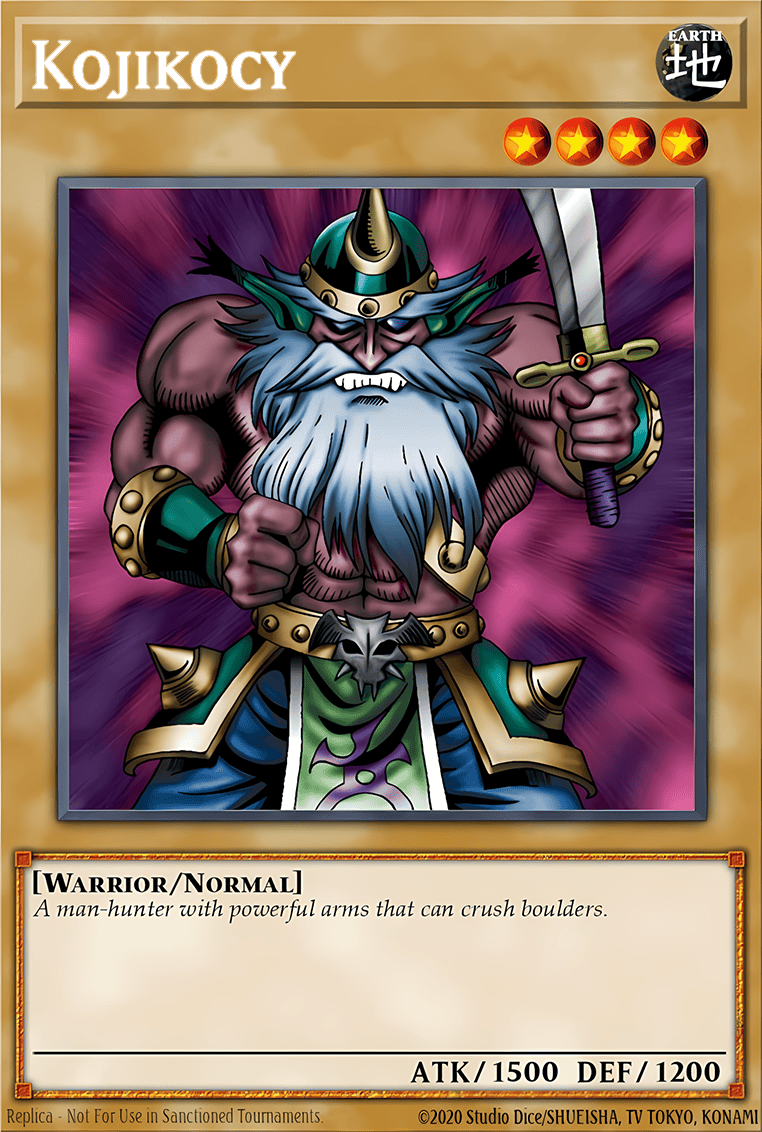 Kojikocy
EARTH
地
[Warrior/Normal]
A man-hunter with powerful arms that can crush boulders.
ATK/1500 DEF/1200
Replica - Not For Use in Sanctioned Tournaments.
©2020 Studio Dice/SHUEISHA, TV TOKYO, KONAMI